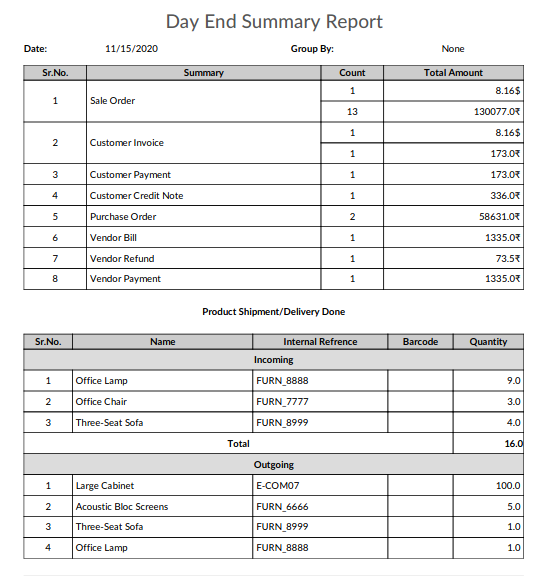 Day End Summary Report
Date: 11/15/2020 Group By: None
Sr.No. Summary Count Total Amount
1 Sale Order 1 8.16$
13 130077.0₹
2 Customer Invoice 1 8.16$
1 173.0₹
3 Customer Payment 1 173.0₹
4 Customer Credit Note 1 336.0₹
5 Purchase Order 2 58631.0₹
6 Vendor Bill 1 1335.0₹
7 Vendor Refund 1 73.5₹
8 Vendor Payment 1 1335.0₹
Product Shipment/Delivery Done
Sr.No. Name Internal Refrence Barcode Quantity
Incoming
1 Office Lamp FURN_8888 9.0
2 Office Chair FURN_7777 3.0
3 Three-Seat Sofa FURN_8999 4.0
Total 16.0
Outgoing
1 Large Cabinet E-COM07 100.0
2 Acoustic Bloc Screens FURN_6666 5.0
3 Three-Seat Sofa FURN_8999 1.0
4 Office Lamp FURN_8888 1.0